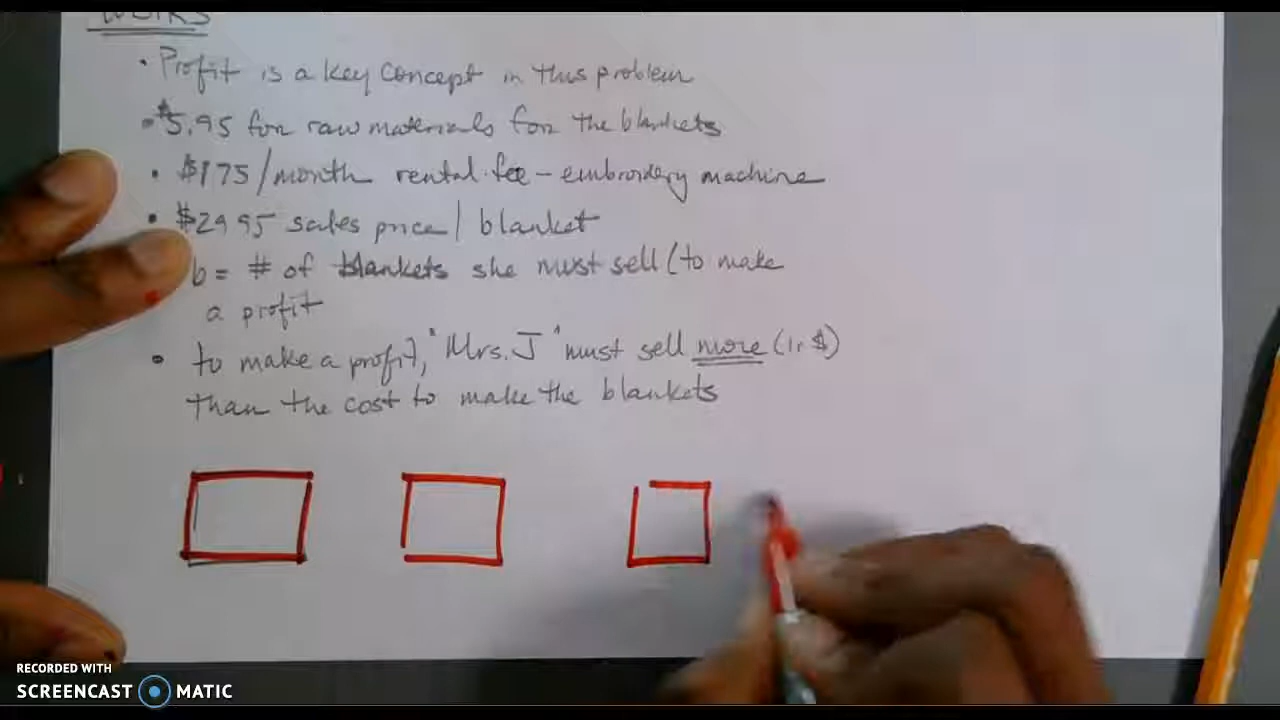 WORKS
• Profit is a key concept in this problem
• $5.95 for raw materials for the blankets
• $175/month rental fee - embroidery machine
• $29.95 sales price/blanket
b = # of blankets she must sell (to make
a profit
• to make a profit, "Mrs. J" must sell more (in $)
than the cost to make the blankets
RECORDED WITH
SCREENCAST MATIC